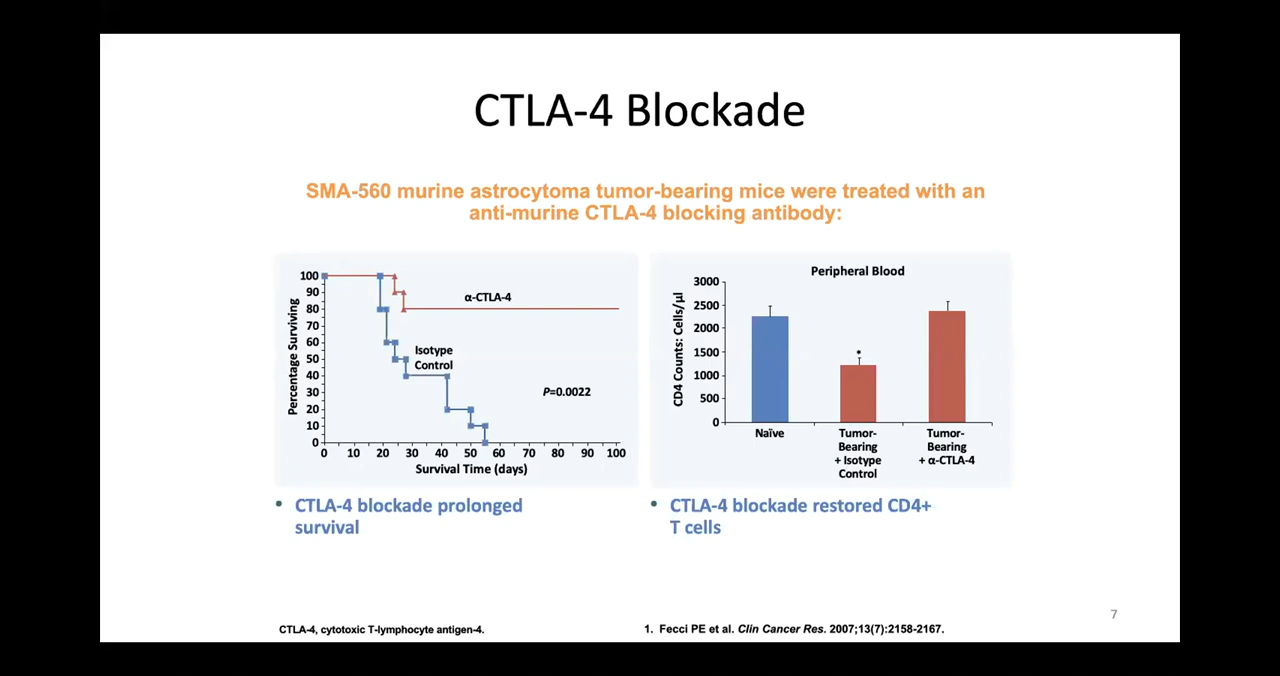 CTLA-4 Blockade
SMA-560 murine astrocytoma tumor-bearing mice were treated with an
anti-murine CTLA-4 blocking antibody:
Percentage Surviving
100
90
80
70
60
50
40
30
20
10
0
α-CTLA-4
Isotype
Control
P=0.0022
0 10 20 30 40 50 60 70 80 90 100
Survival Time (days)
Peripheral Blood
CD4 Counts: Cells/µl
3000
2500
2000
1500
1000
500
0
*
Naïve
Tumor-
Bearing
+ Isotype
Control
Tumor-
Bearing
+ α-CTLA-4
• CTLA-4 blockade prolonged
survival
• CTLA-4 blockade restored CD4+
T cells
7
CTLA-4, cytotoxic T-lymphocyte antigen-4.
1. Fecci PE et al. Clin Cancer Res. 2007;13(7):2158-2167.